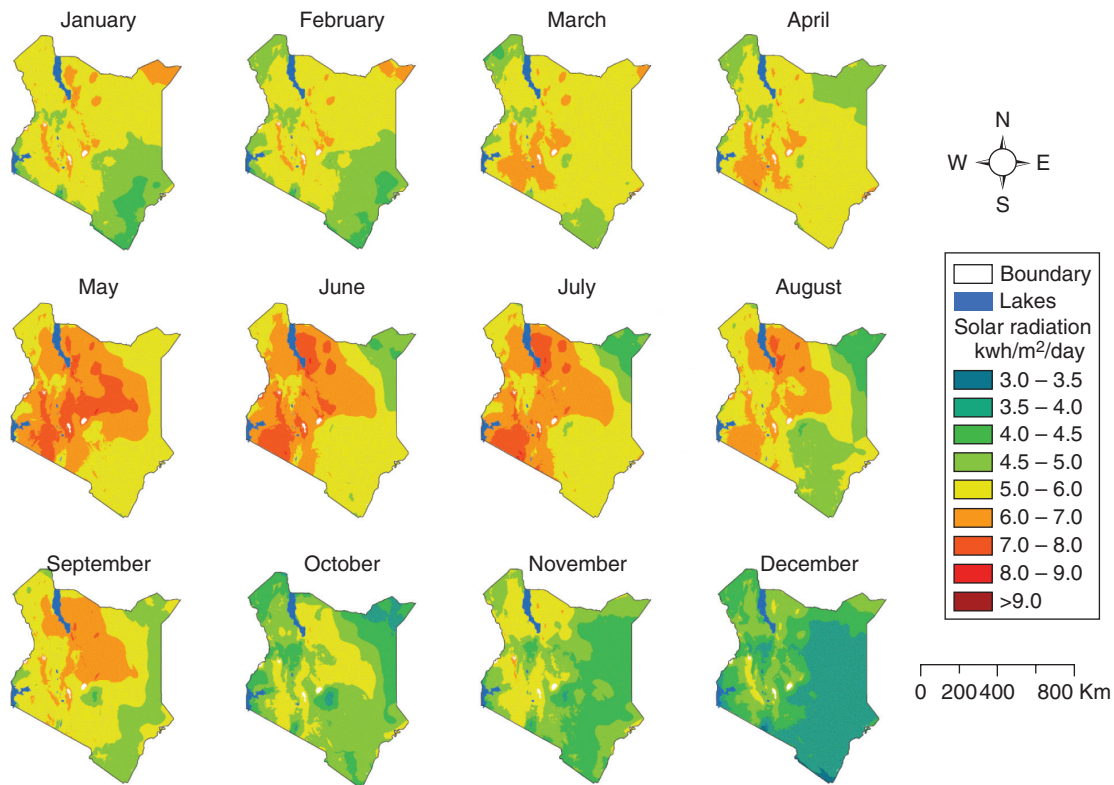 January
February
March
April
N
W
E
S
May
June
July
August
Boundary
Lakes
Solar radiation
kwh/m²/day
3.0 – 3.5
3.5 – 4.0
4.0 – 4.5
4.5 – 5.0
5.0 – 6.0
6.0 – 7.0
7.0 – 8.0
8.0 – 9.0
>9.0
September
October
November
December
0 200 400 800 Km